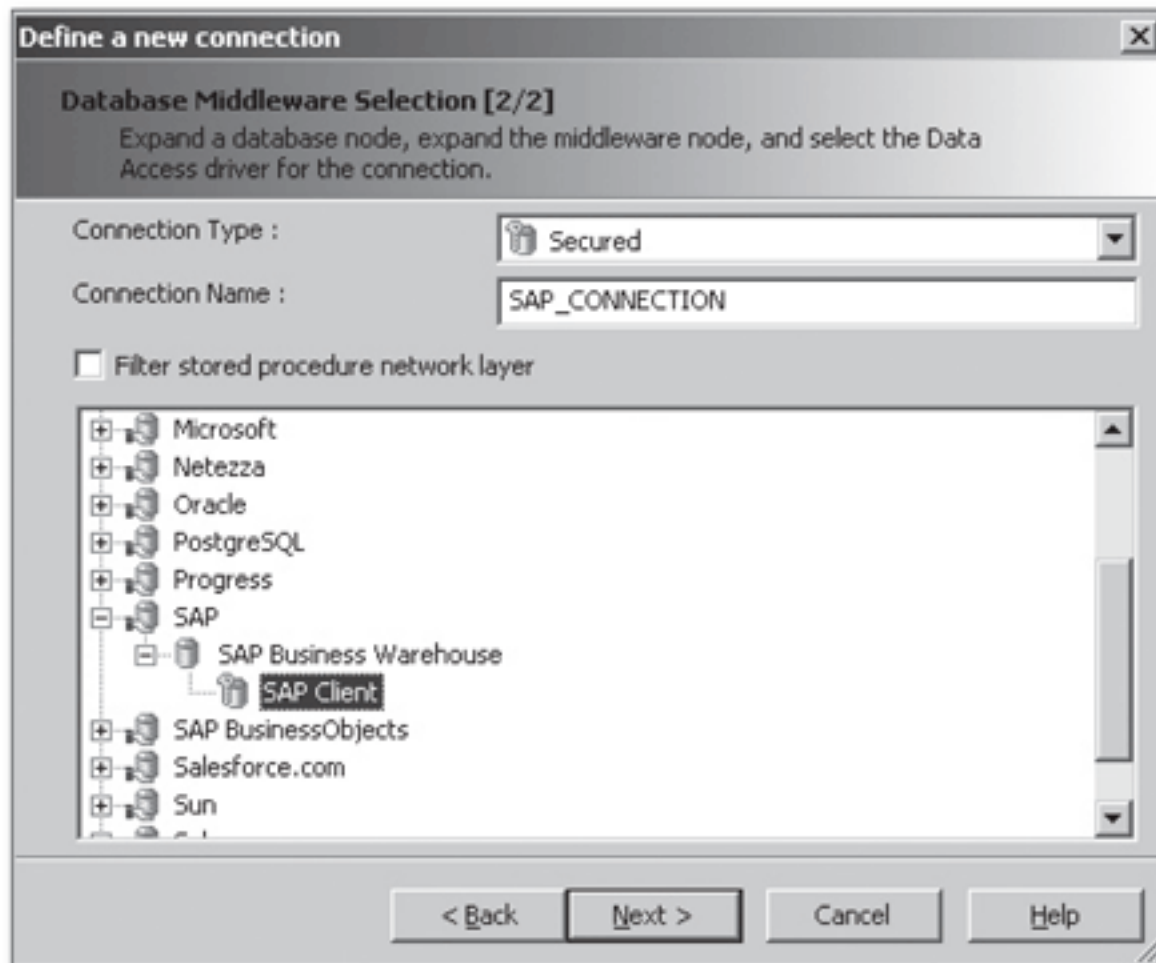 Define a new connection
Database Middleware Selection [2/2]
Expand a database node, expand the middleware node, and select the Data
Access driver for the connection.
Connection Type :
Secured
Connection Name :
SAP_CONNECTION
Filter stored procedure network layer
Microsoft
Netezza
Oracle
PostgreSQL
Progress
SAP
SAP Business Warehouse
SAP Client
SAP BusinessObjects
Salesforce.com
Sun
< Back
Next >
Cancel
Help